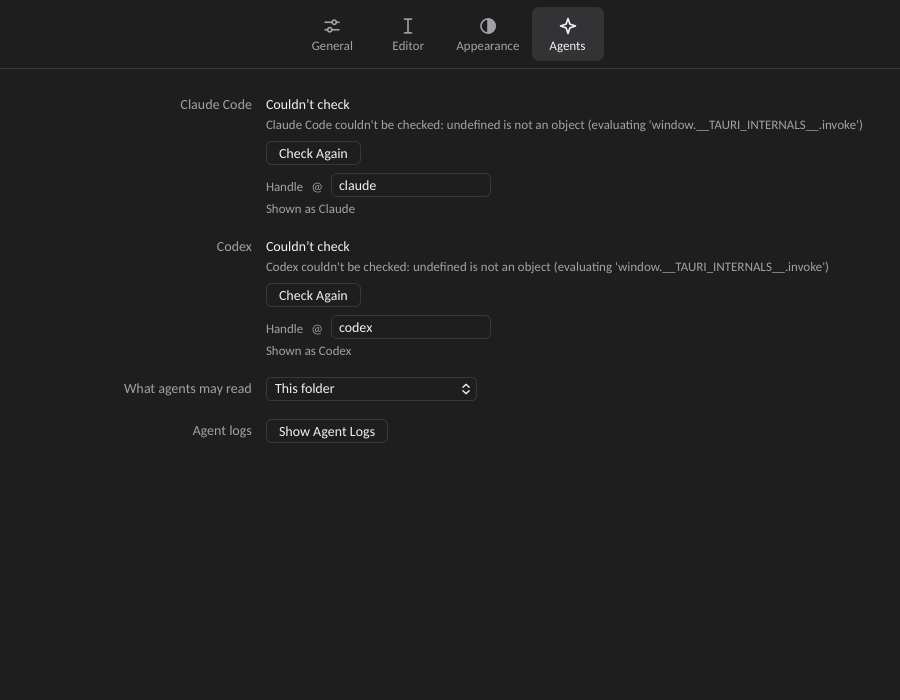 General
Editor
Appearance
Agents
Claude Code
Couldn’t check
Claude Code couldn't be checked: undefined is not an object (evaluating 'window.__TAURI_INTERNALS__.invoke')
Check Again
Handle @ claude
Shown as Claude
Codex
Couldn’t check
Codex couldn't be checked: undefined is not an object (evaluating 'window.__TAURI_INTERNALS__.invoke')
Check Again
Handle @ codex
Shown as Codex
What agents may read This folder
Agent logs Show Agent Logs